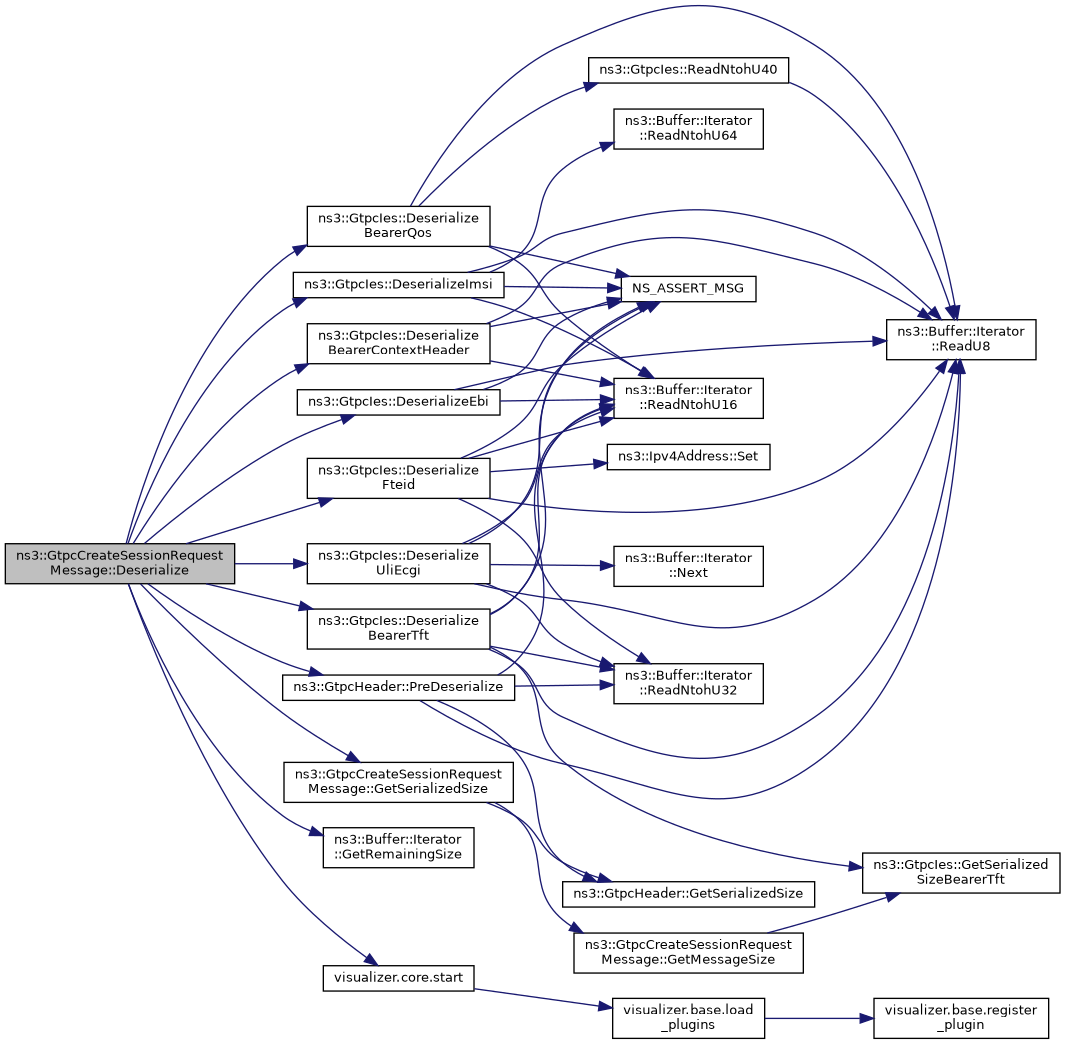 ns3::GtpcIes::ReadNtohU40
ns3::Buffer::Iterator
::ReadNtohU64
ns3::GtpcIes::Deserialize
BearerQos
ns3::GtpcIes::DeserializeImsi
NS_ASSERT_MSG
ns3::Buffer::Iterator
::ReadU8
ns3::GtpcIes::Deserialize
BearerContextHeader
ns3::GtpcIes::DeserializeEbi
ns3::Buffer::Iterator
::ReadNtohU16
ns3::Ipv4Address::Set
ns3::GtpcIes::Deserialize
Fteid
ns3::GtpcCreateSessionRequest
Message::Deserialize
ns3::GtpcIes::Deserialize
UliEcgi
ns3::Buffer::Iterator
::Next
ns3::GtpcIes::Deserialize
BearerTft
ns3::GtpcHeader::PreDeserialize
ns3::Buffer::Iterator
::ReadNtohU32
ns3::GtpcCreateSessionRequest
Message::GetSerializedSize
ns3::Buffer::Iterator
::GetRemainingSize
ns3::GtpcHeader::GetSerializedSize
ns3::GtpcIes::GetSerialized
SizeBearerTft
ns3::GtpcCreateSessionRequest
Message::GetMessageSize
visualizer.core.start
visualizer.base.load
_plugins
visualizer.base.register
_plugin